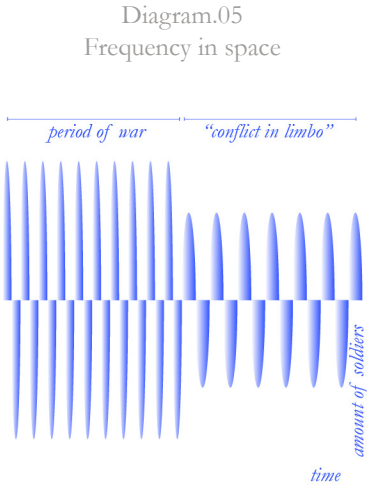 Diagram.05
Frequency in space
period of war
“conflict in limbo”
amount of soldiers
time